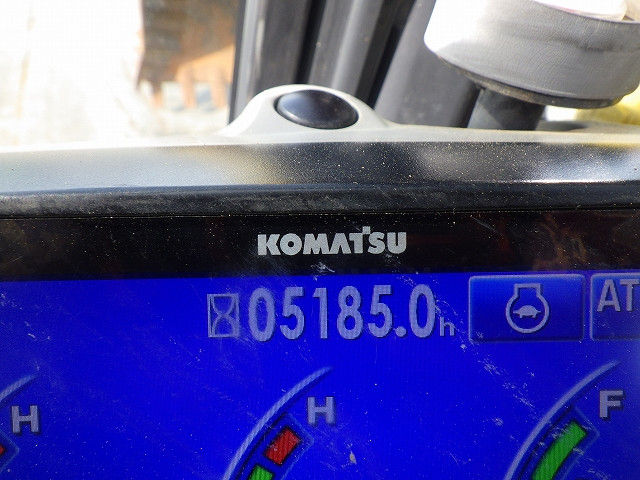 KOMATSU
05185.0h
AT
H
H
F